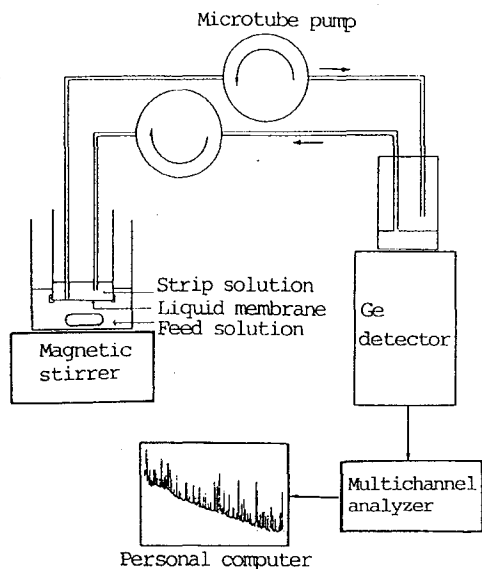 Microtube pump
Strip solution
Liquid membrane
Feed solution
Magnetic
stirrer
Ge
detector
Multichannel
analyzer
Personal computer